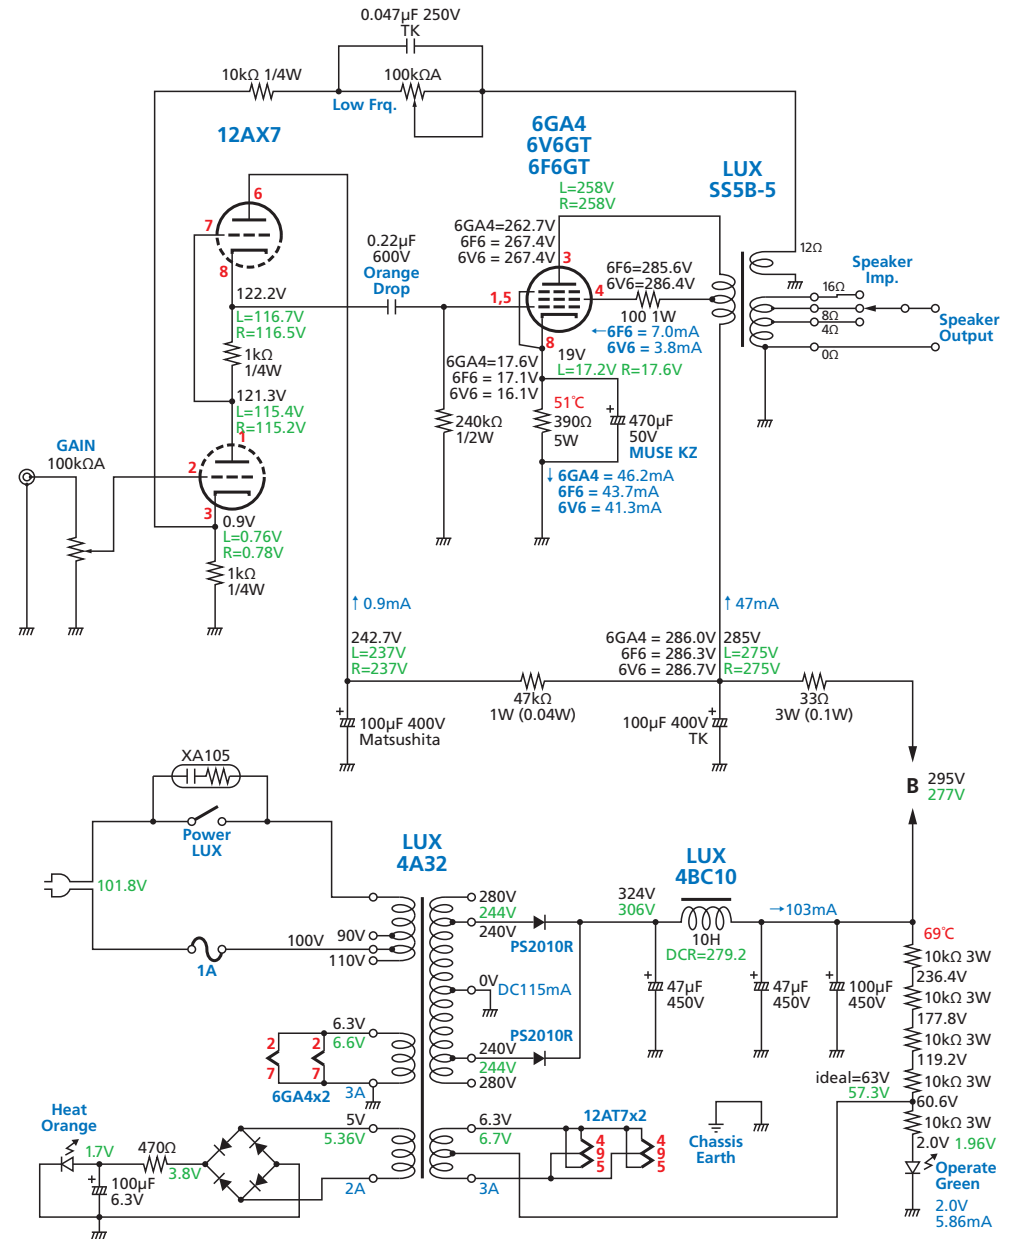 0.047µF 250V
TK
10kΩ 1/4W
100kΩA
Low Frq.
12AX7
6GA4
6V6GT
6F6GT
LUX
SS5B-5
L=258V
R=258V
6
7
8
0.22µF
600V
Orange
Drop
6GA4=262.7V
6F6 = 267.4V
6V6 = 267.4V
3
1,5
4
8
6F6=285.6V
6V6=286.4V
100 1W
←6F6 = 7.0mA
6V6 = 3.8mA
12Ω
Speaker
Imp.
16Ω
8Ω
4Ω
0Ω
Speaker
Output
122.2V
L=116.7V
R=116.5V
1kΩ
1/4W
121.3V
L=115.4V
R=115.2V
1
6GA4=17.6V
6F6 = 17.1V
6V6 = 16.1V
19V
L=17.2V R=17.6V
240kΩ
1/2W
51℃
390Ω
5W
+
470µF
50V
MUSE KZ
↓ 6GA4 = 46.2mA
6F6 = 43.7mA
6V6 = 41.3mA
GAIN
100kΩA
2
3
0.9V
L=0.76V
R=0.78V
1kΩ
1/4W
↑ 0.9mA
↑ 47mA
242.7V
L=237V
R=237V
6GA4 = 286.0V
6F6 = 286.3V
6V6 = 286.7V
285V
L=275V
R=275V
47kΩ
1W (0.04W)
33Ω
3W (0.1W)
+
100µF 400V
Matsushita
100µF 400V
TK
+
B
295V
277V
XA105
Power
LUX
101.8V
1A
LUX
4A32
100V
90V
110V
280V
244V
240V
PS2010R
0V
DC115mA
PS2010R
240V
244V
280V
324V
306V
LUX
4BC10
10H
DCR=279.2
→103mA
+
47µF
450V
+
47µF
450V
+
100µF
450V
69℃
10kΩ 3W
236.4V
10kΩ 3W
177.8V
10kΩ 3W
119.2V
10kΩ 3W
ideal=63V
57.3V
60.6V
10kΩ 3W
2.0V 1.96V
Operate
Green
2.0V
5.86mA
6.3V
6.6V
2
7
2
7
6GA4x2
3A
Heat
Orange
1.7V
470Ω
3.8V
+
100µF
6.3V
5V
5.36V
2A
6.3V
6.7V
3A
12AT7x2
4
9
5
4
9
5
Chassis
Earth